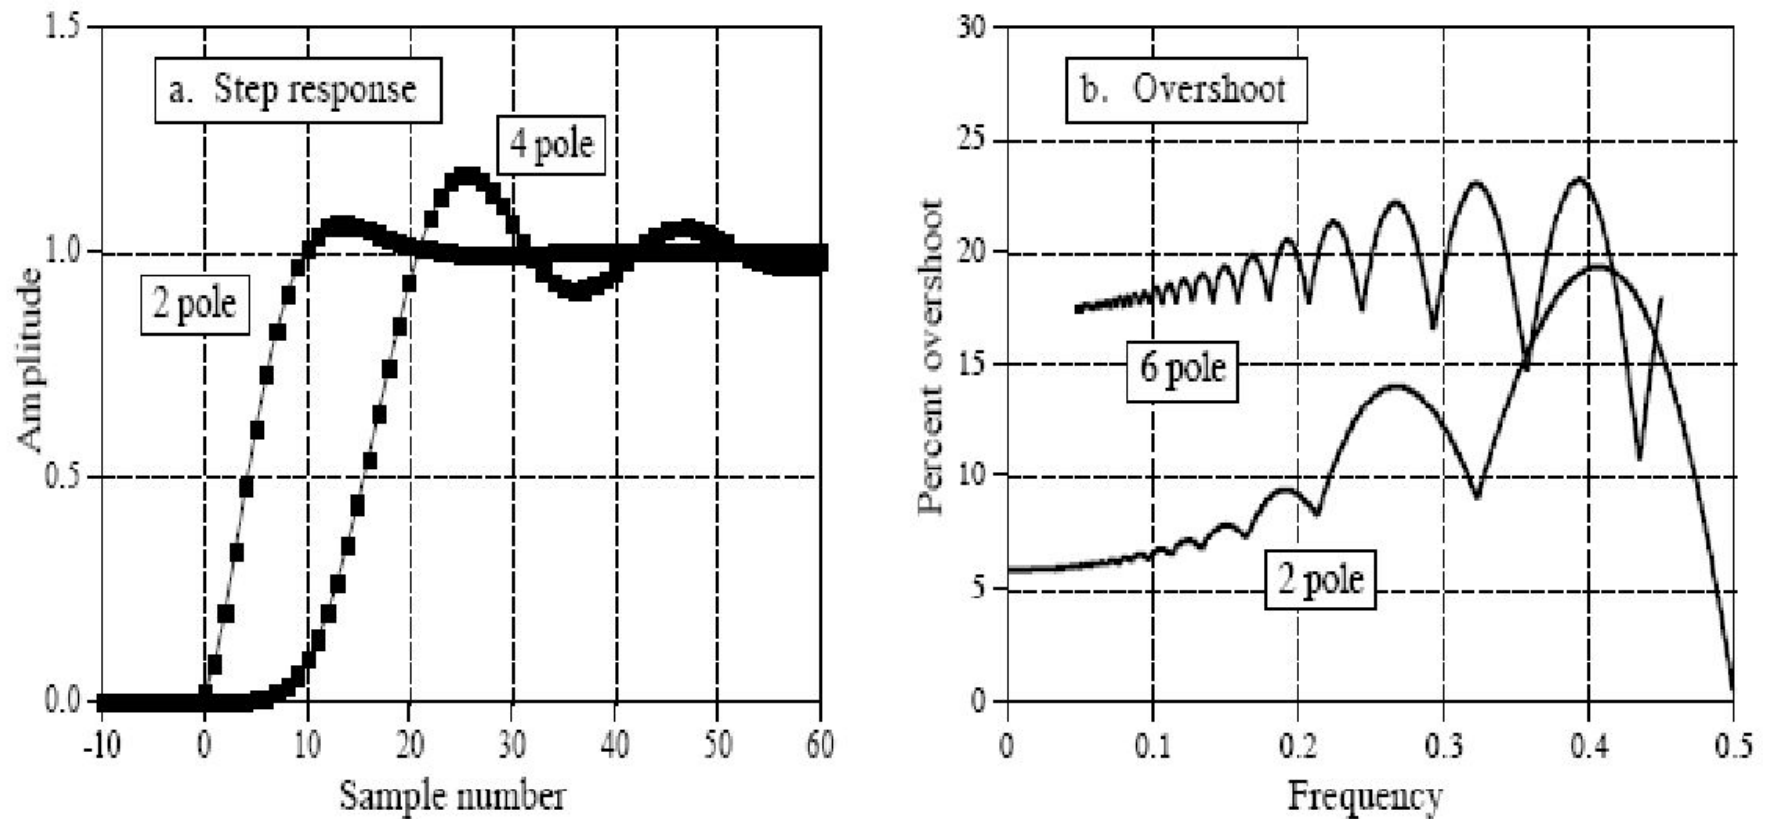 a. Step response
4 pole
2 pole
1.5
1.0
0.5
0.0
Amplitude
-10 0 10 20 30 40 50 60
Sample number
b. Overshoot
6 pole
2 pole
30
25
20
15
10
5
0
Percent overshoot
0 0.1 0.2 0.3 0.4 0.5
Frequency